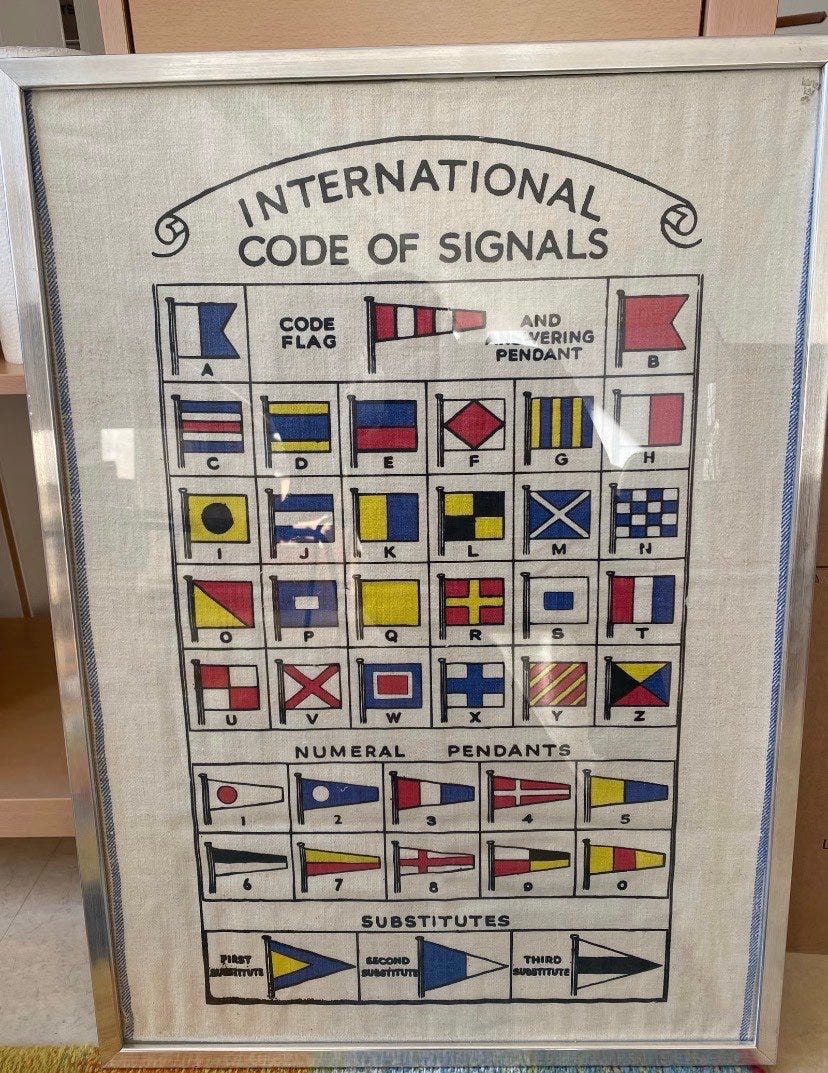 INTERNATIONAL
CODE OF SIGNALS
CODE
FLAG
AND
ANSWERING
PENDANT
A
B
C D E F G H
I J K L M N
O P Q R S T
U V W X Y Z
NUMERAL PENDANTS
1 2 3 4 5
6 7 8 9 0
SUBSTITUTES
FIRST
SUBSTITUTE
SECOND
SUBSTITUTE
THIRD
SUBSTITUTE